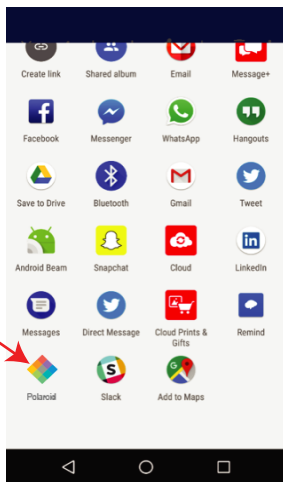 Create link Shared album Email Message+
Facebook Messenger WhatsApp Hangouts
Save to Drive Bluetooth Gmail Tweet
Android Beam Snapchat Cloud LinkedIn
Messages Direct Message Cloud Prints & Remind
Gifts
Polaroid Slack Add to Maps